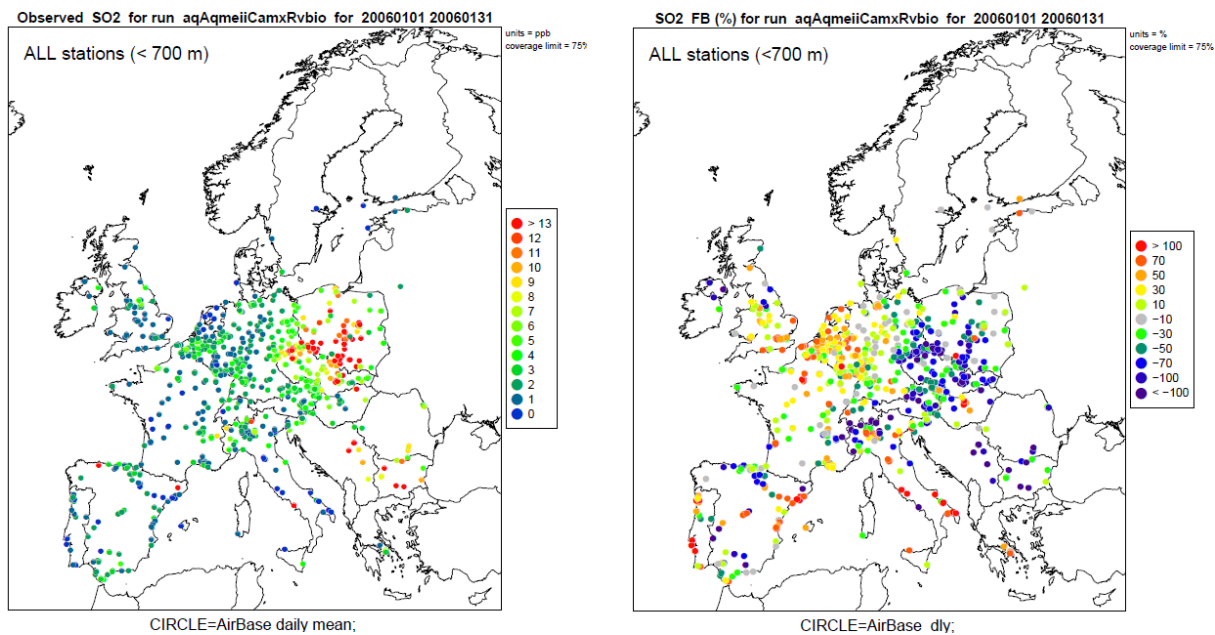 Observed SO2 for run aqAqmeiiCamxRvbio for 20060101 20060131
units = ppb
coverage limit = 75%
ALL stations (< 700 m)
> 13
12
11
10
9
8
7
6
5
4
3
2
1
0
CIRCLE=AirBase daily mean;
SO2 FB (%) for run aqAqmeiiCamxRvbio for 20060101 20060131
units = %
coverage limit = 75%
ALL stations (<700 m)
> 100
70
50
30
10
−10
−30
−50
−70
−100
< −100
CIRCLE=AirBase dly;